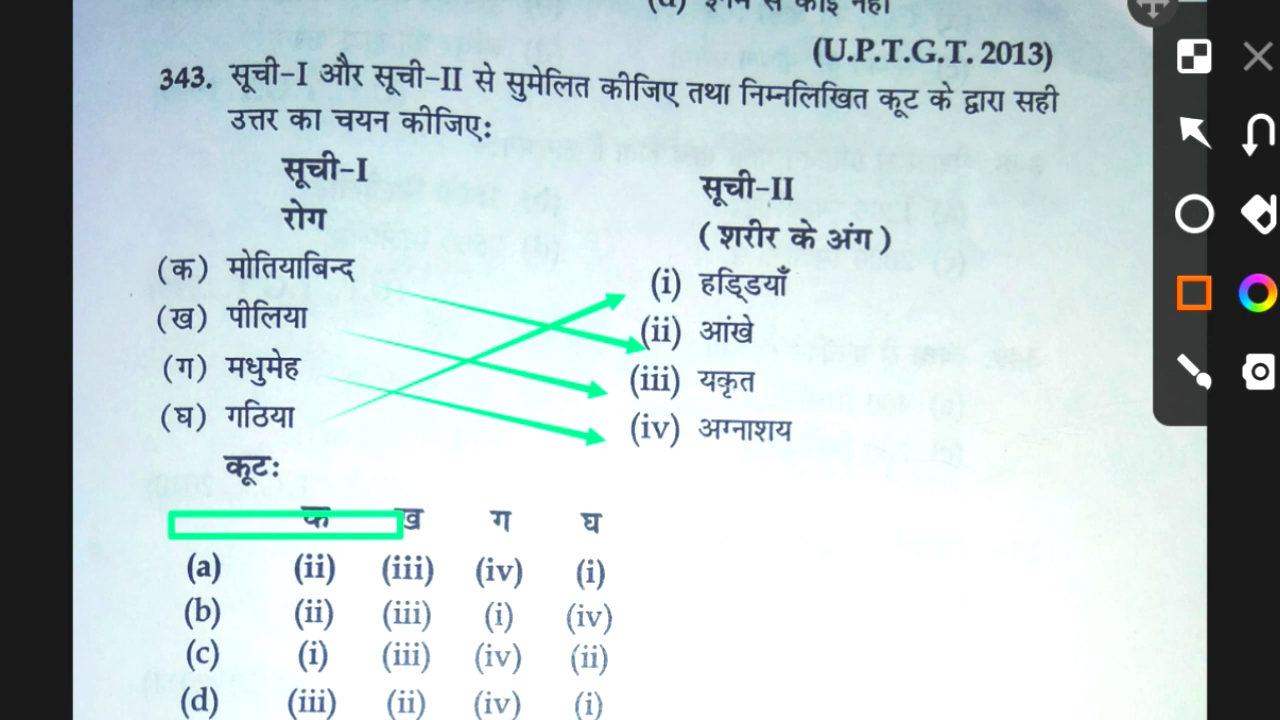 (U.P.T.G.T. 2013)
343. सूची-I और सूची-II से सुमेलित कीजिए तथा निम्नलिखित कूट के द्वारा सही
उत्तर का चयन कीजिए:
सूची-I सूची-II
रोग (शरीर के अंग)
(क) मोतियाबिन्द (i) हड्डियाँ
(ख) पीलिया (ii) आंखे
(ग) मधुमेह (iii) यकृत
(घ) गठिया (iv) अग्नाशय
कूट:
क ख ग घ
(a) (ii) (iii) (iv) (i)
(b) (ii) (iii) (i) (iv)
(c) (i) (iii) (iv) (ii)
(d) (iii) (ii) (iv) (i)